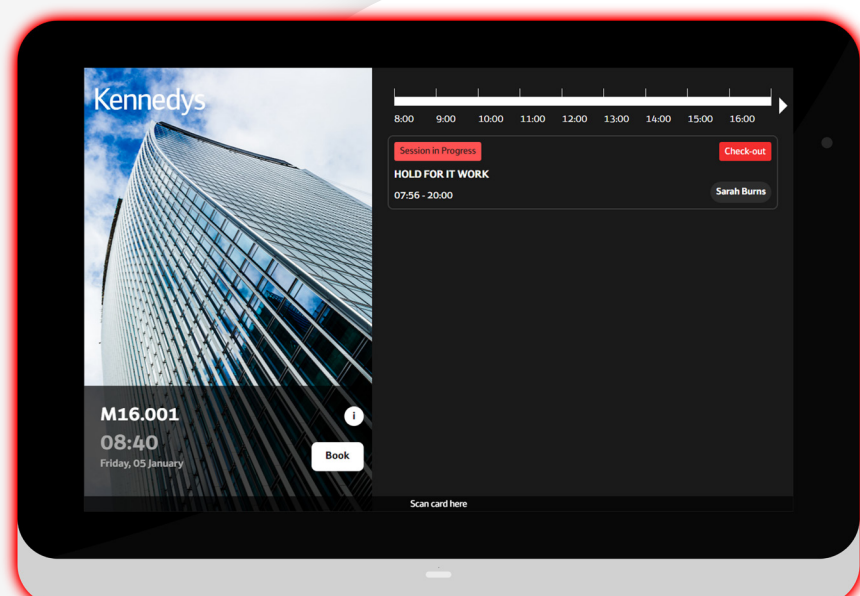 Kennedys
M16.001
i
08:40
Friday, 05 January
Book
8:00 9:00 10:00 11:00 12:00 13:00 14:00 15:00 16:00
Session in Progress
Check-out
HOLD FOR IT WORK
07:56 - 20:00
Sarah Burns
Scan card here